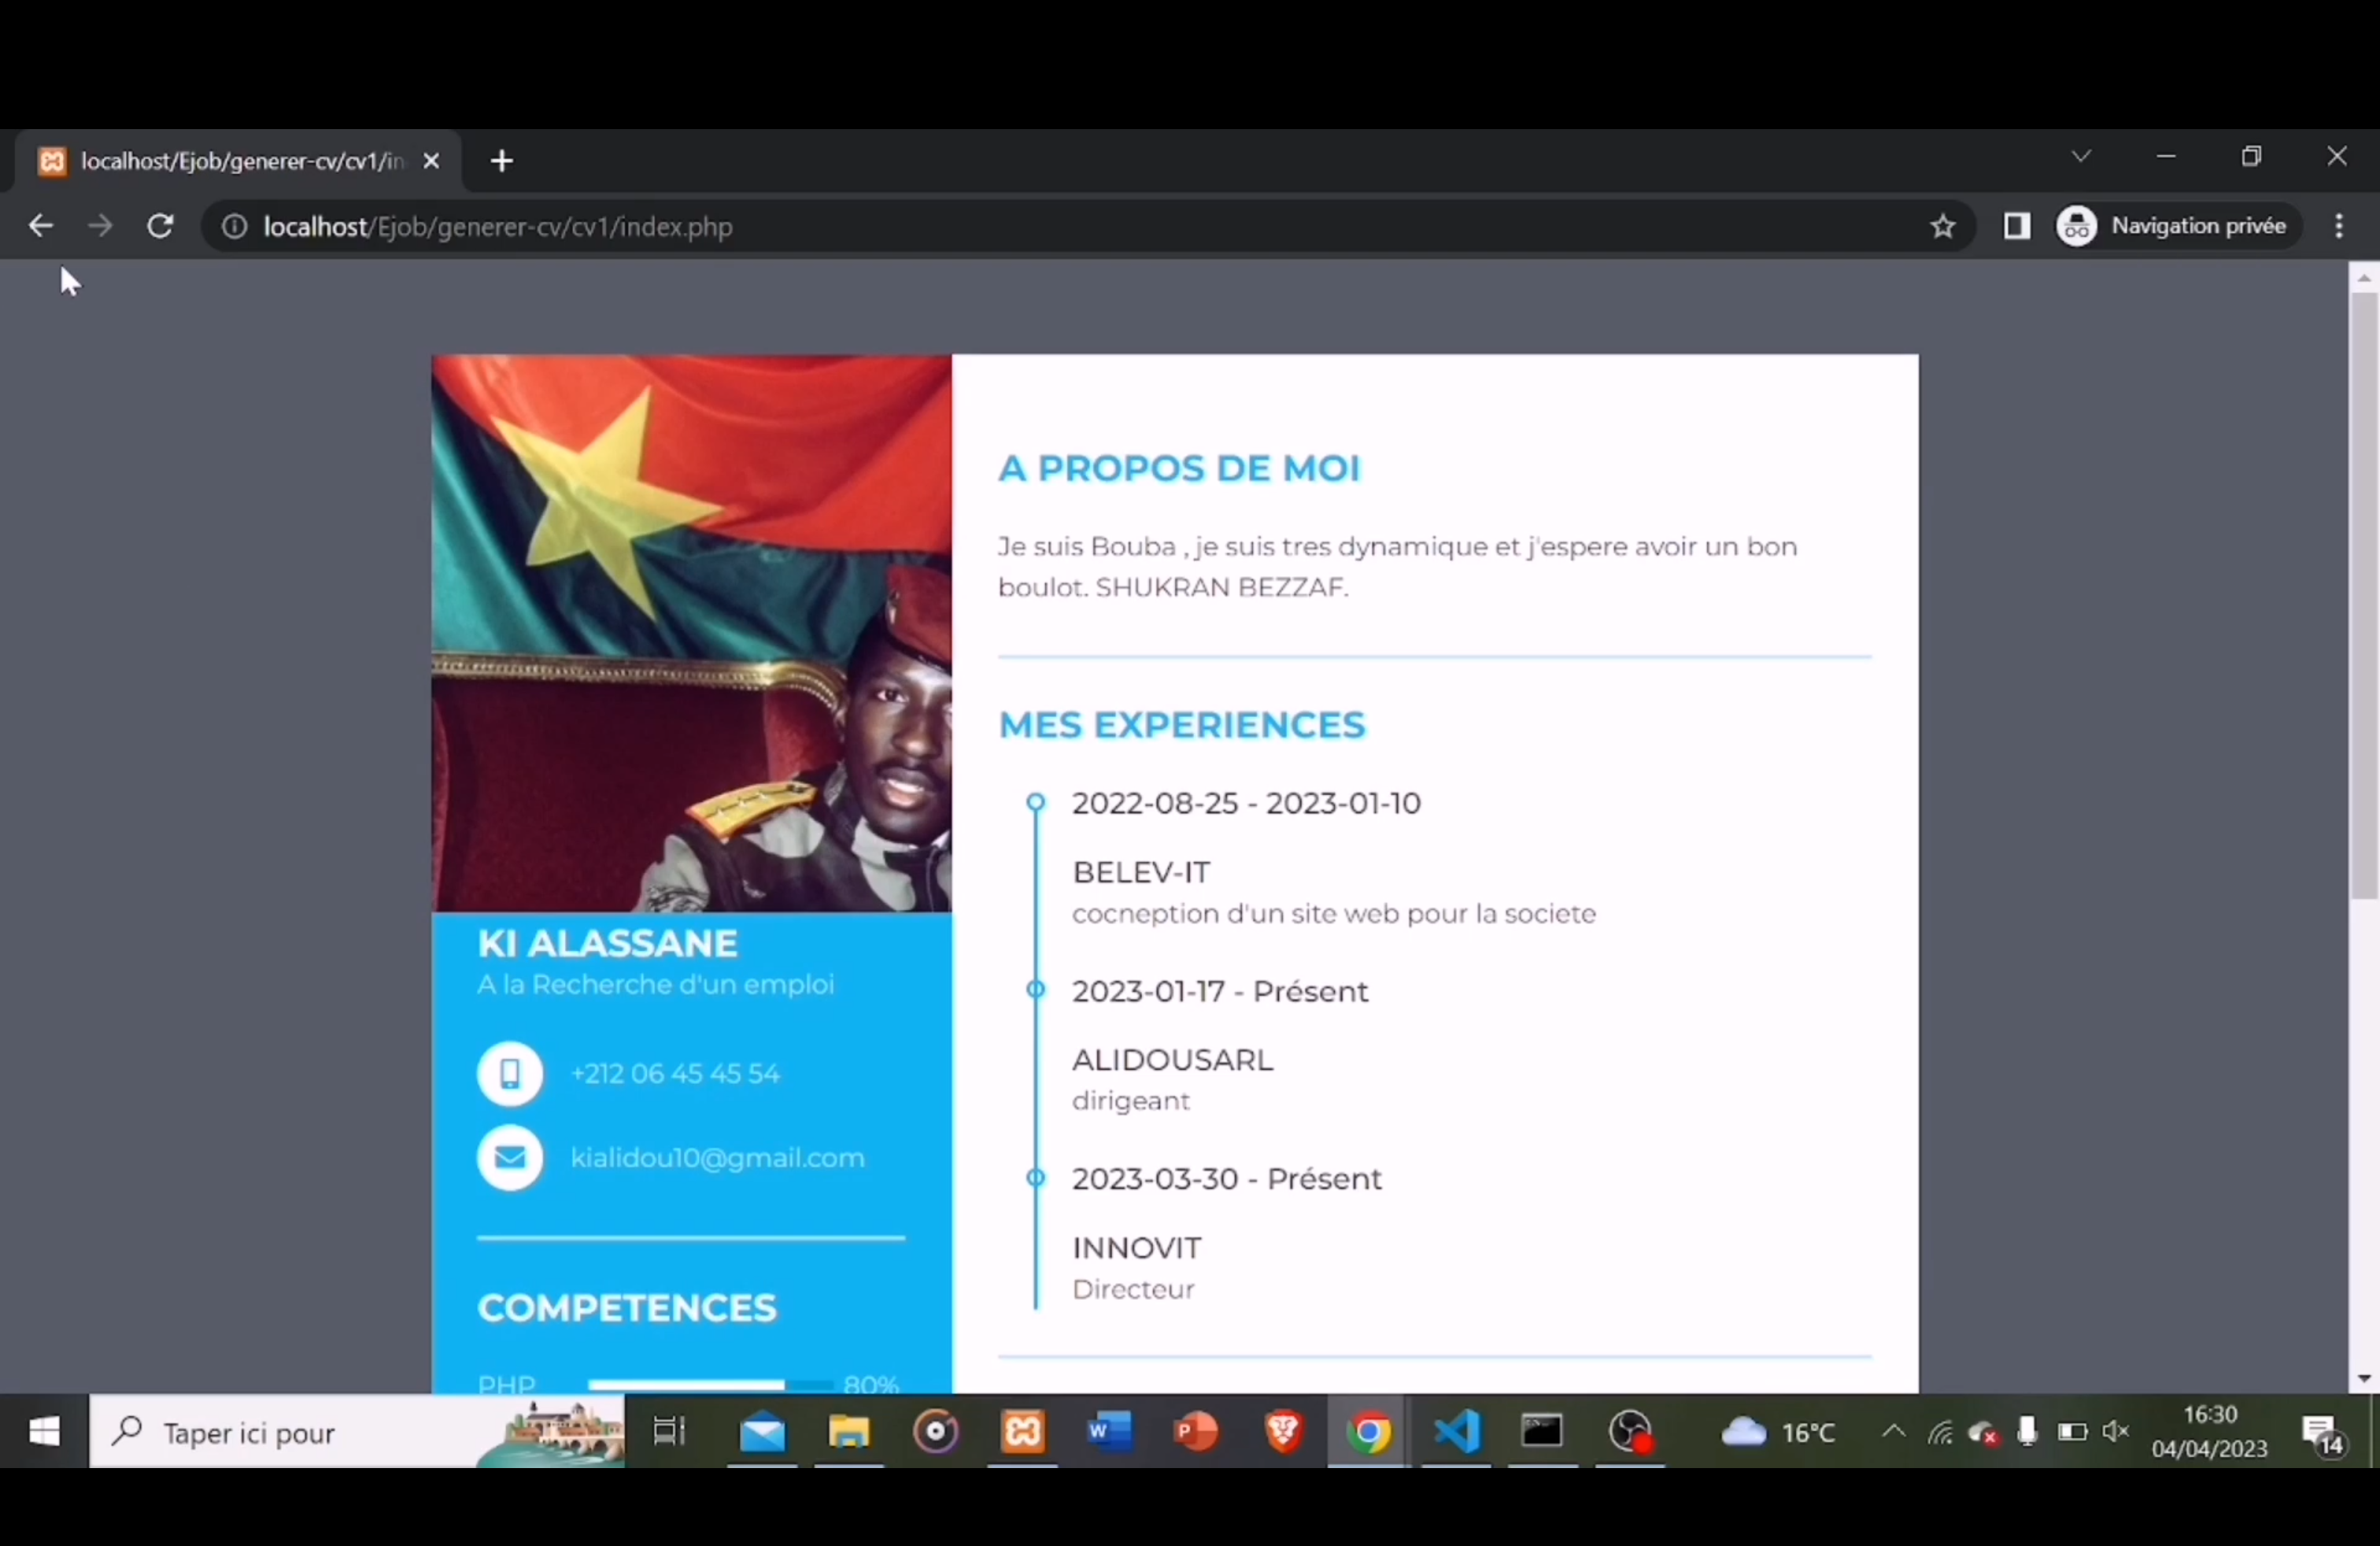 localhost/Ejob/generer-cv/cv1/in
localhost/Ejob/generer-cv/cv1/index.php
Navigation privée
A PROPOS DE MOI
Je suis Bouba , je suis tres dynamique et j'espere avoir un bon
boulot. SHUKRAN BEZZAF.
MES EXPERIENCES
2022-08-25 - 2023-01-10
BELEV-IT
cocneption d'un site web pour la societe
2023-01-17 - Présent
ALIDOUSARL
dirigeant
2023-03-30 - Présent
INNOVIT
Directeur
KI ALASSANE
A la Recherche d'un emploi
+212 06 45 45 54
kialidou10@gmail.com
COMPETENCES
PHP 80%
Taper ici pour
16°C
16:30
04/04/2023
14